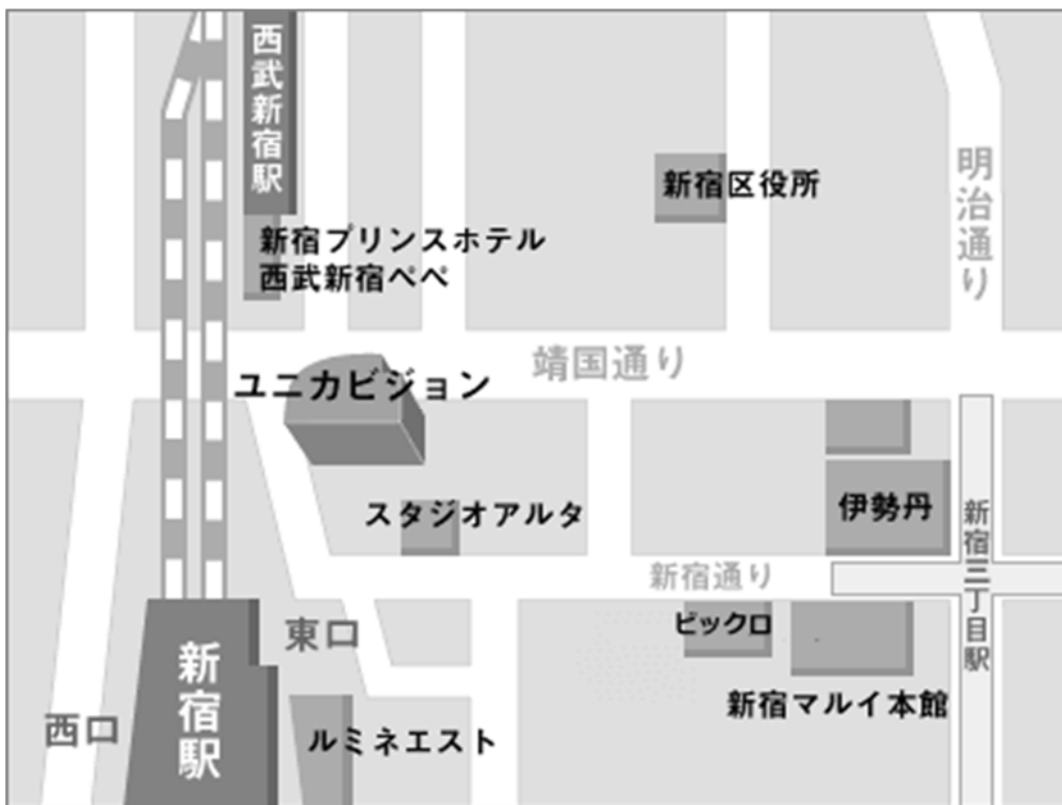 西武新宿駅
新宿区役所
明治通り
新宿プリンスホテル
西武新宿ペペ
靖国通り
ユニカビジョン
スタジオアルタ
伊勢丹
新宿三丁目駅
新宿通り
東口
ビックロ
新宿駅
西口
新宿マルイ本館
ルミネエスト